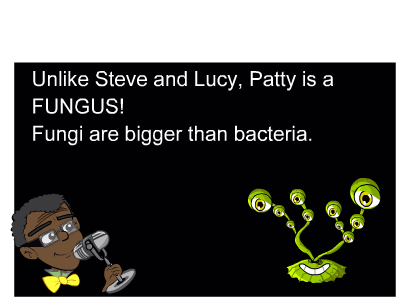 Unlike Steve and Lucy, Patty is a
FUNGUS!
Fungi are bigger than bacteria.